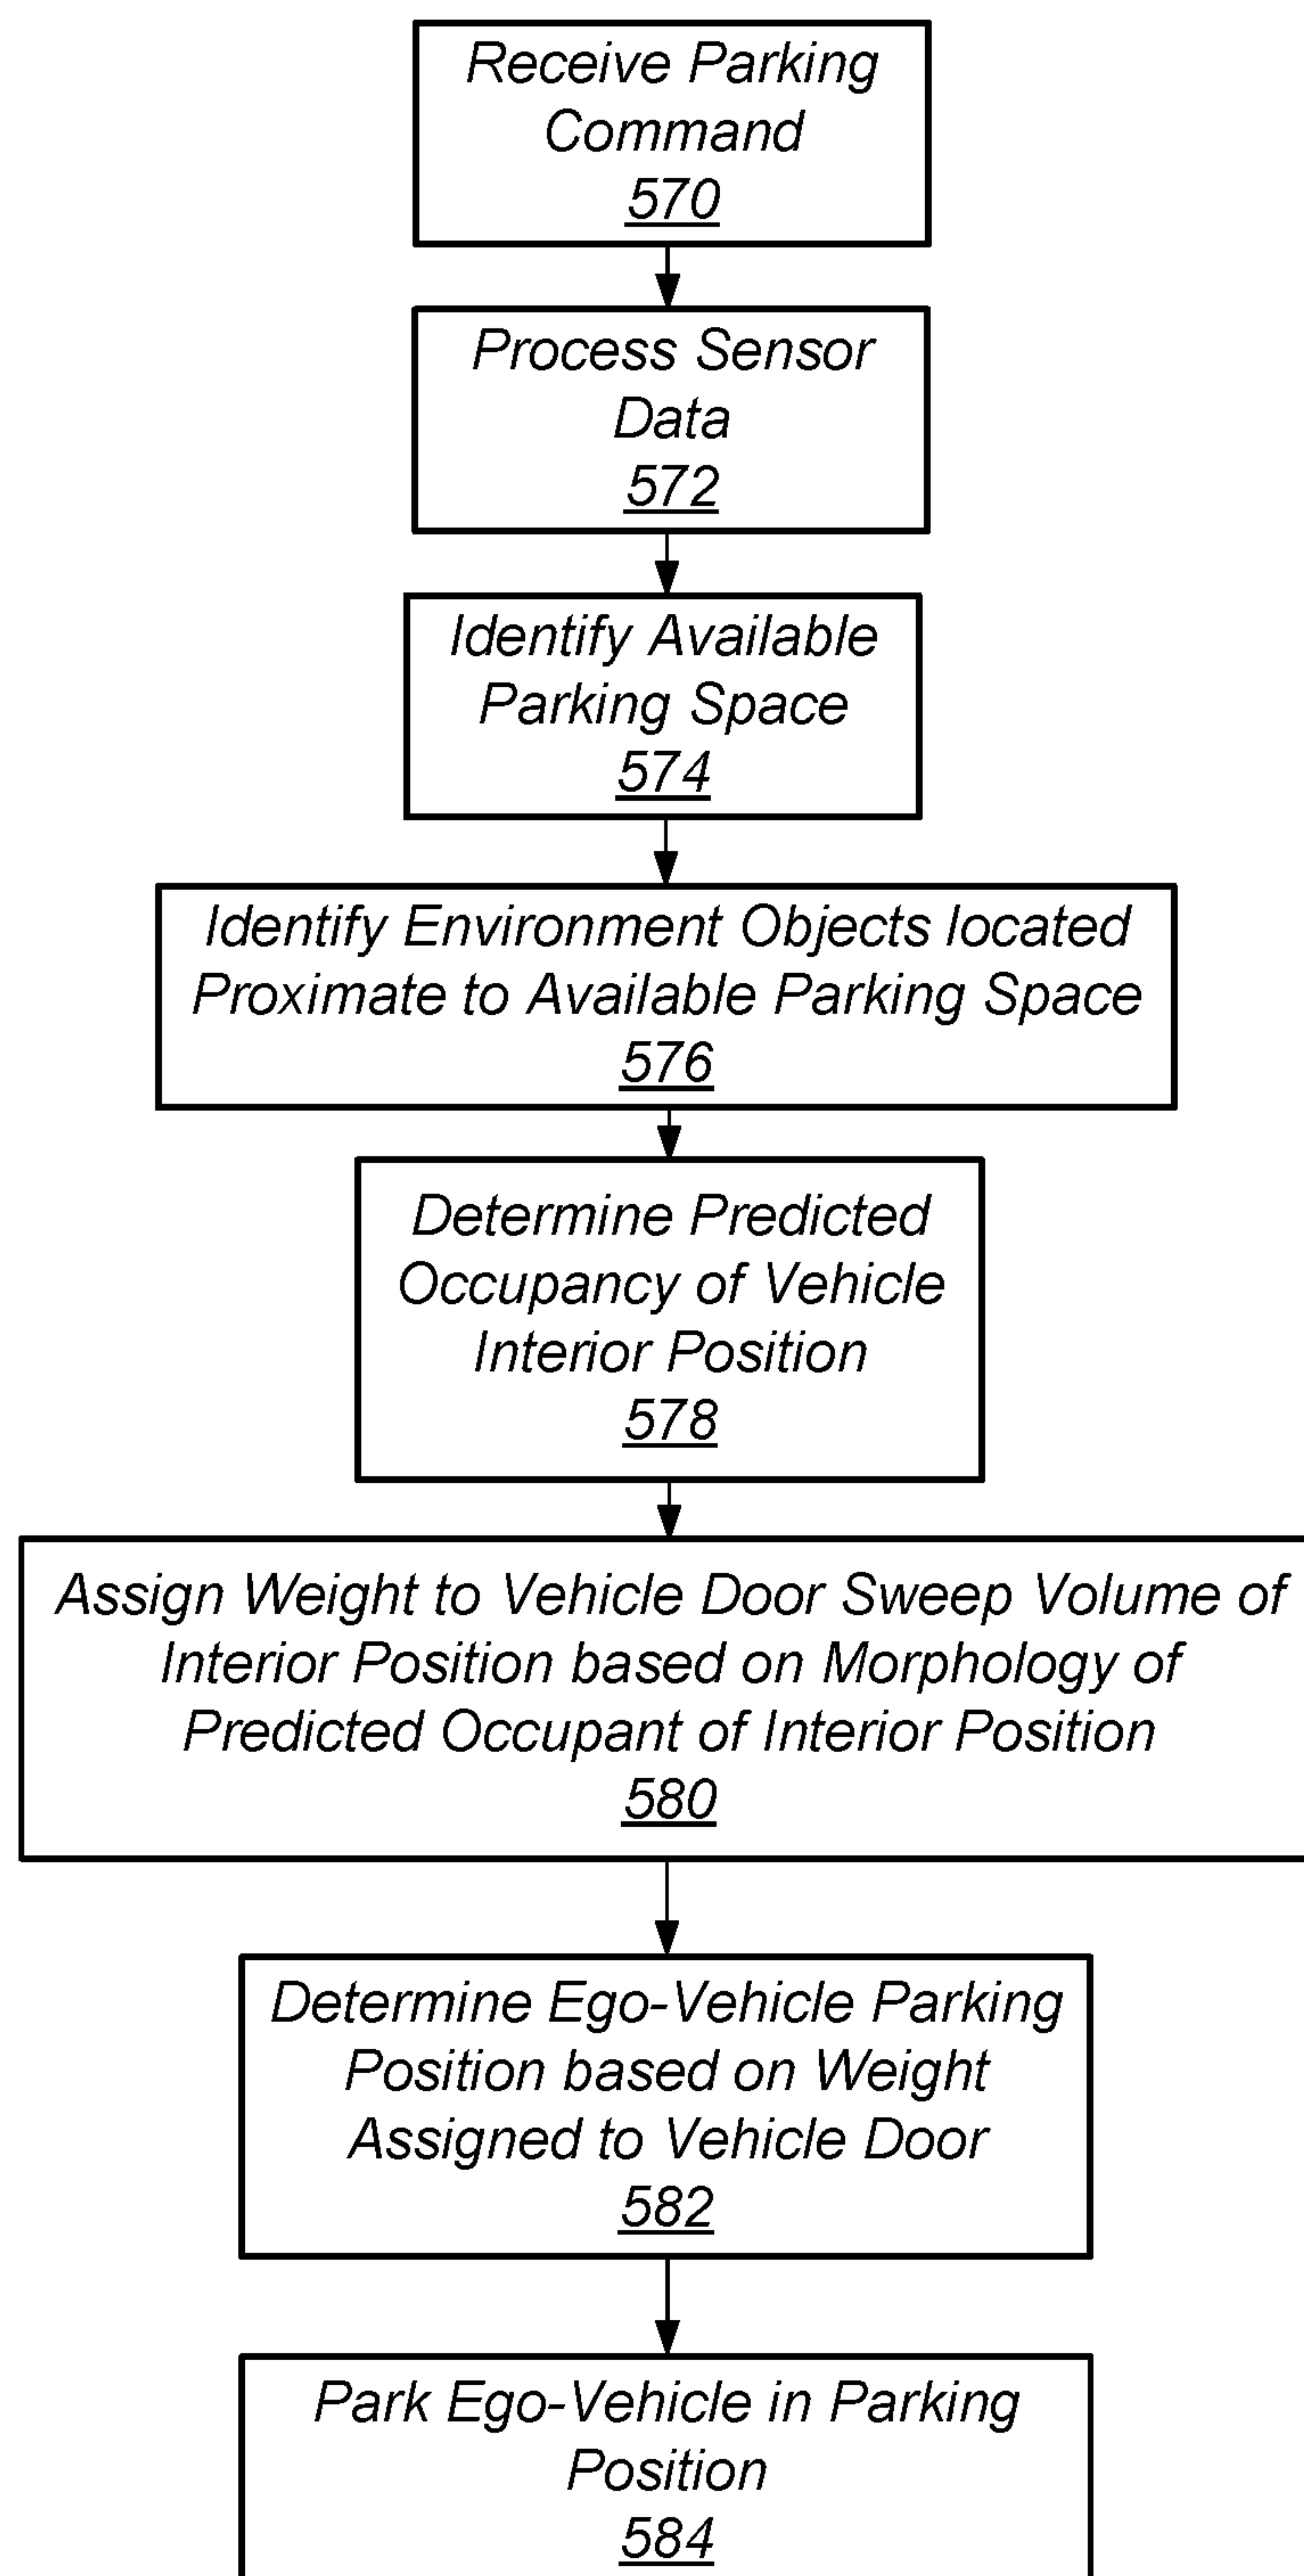 Receive Parking
Command
570
Process Sensor
Data
572
Identify Available
Parking Space
574
Identify Environment Objects located
Proximate to Available Parking Space
576
Determine Predicted
Occupancy of Vehicle
Interior Position
578
Assign Weight to Vehicle Door Sweep Volume of
Interior Position based on Morphology of
Predicted Occupant of Interior Position
580
Determine Ego-Vehicle Parking
Position based on Weight
Assigned to Vehicle Door
582
Park Ego-Vehicle in Parking
Position
584